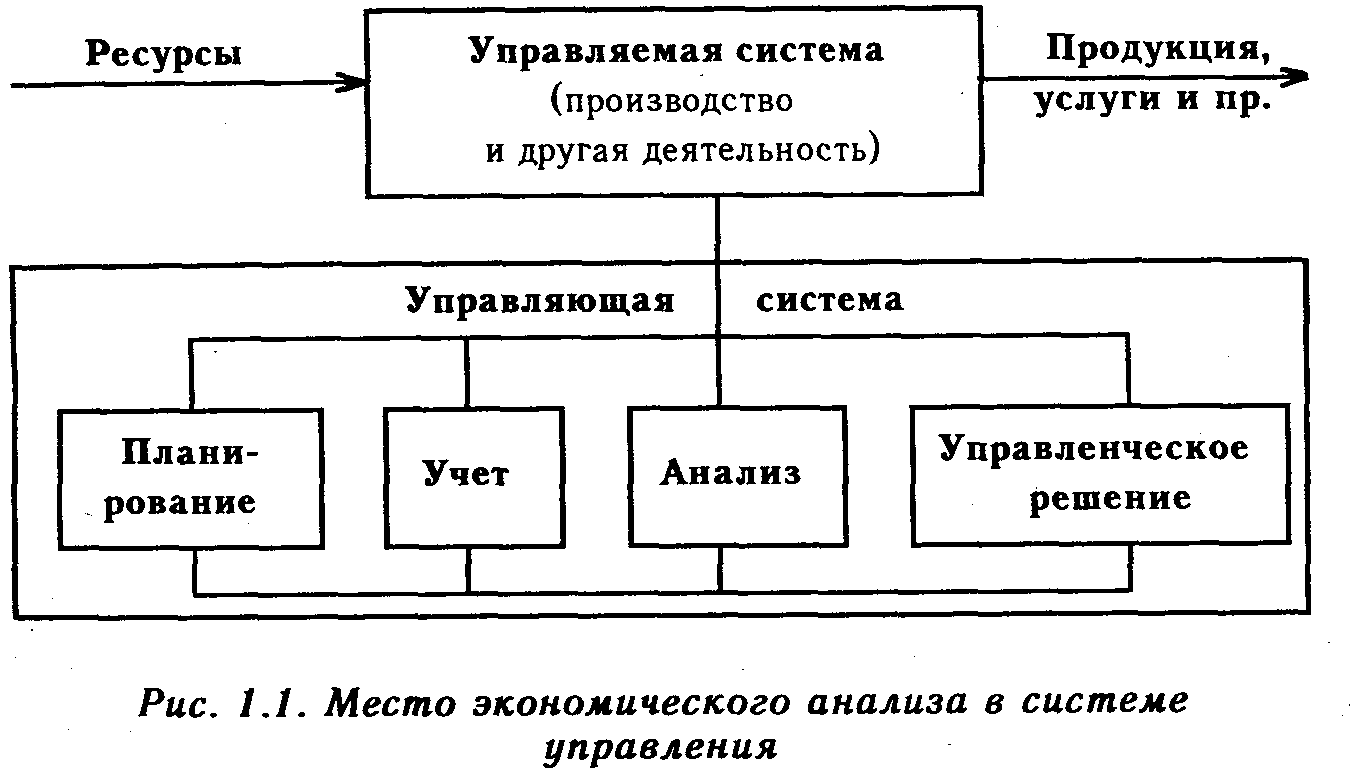 Ресурсы
Управляемая система
(производство
и другая деятельность)
Продукция,
услуги и пр.
Управляющая система
Плани-
рование
Учет
Анализ
Управленческое
решение
Рис. 1.1. Место экономического анализа в системе
управления